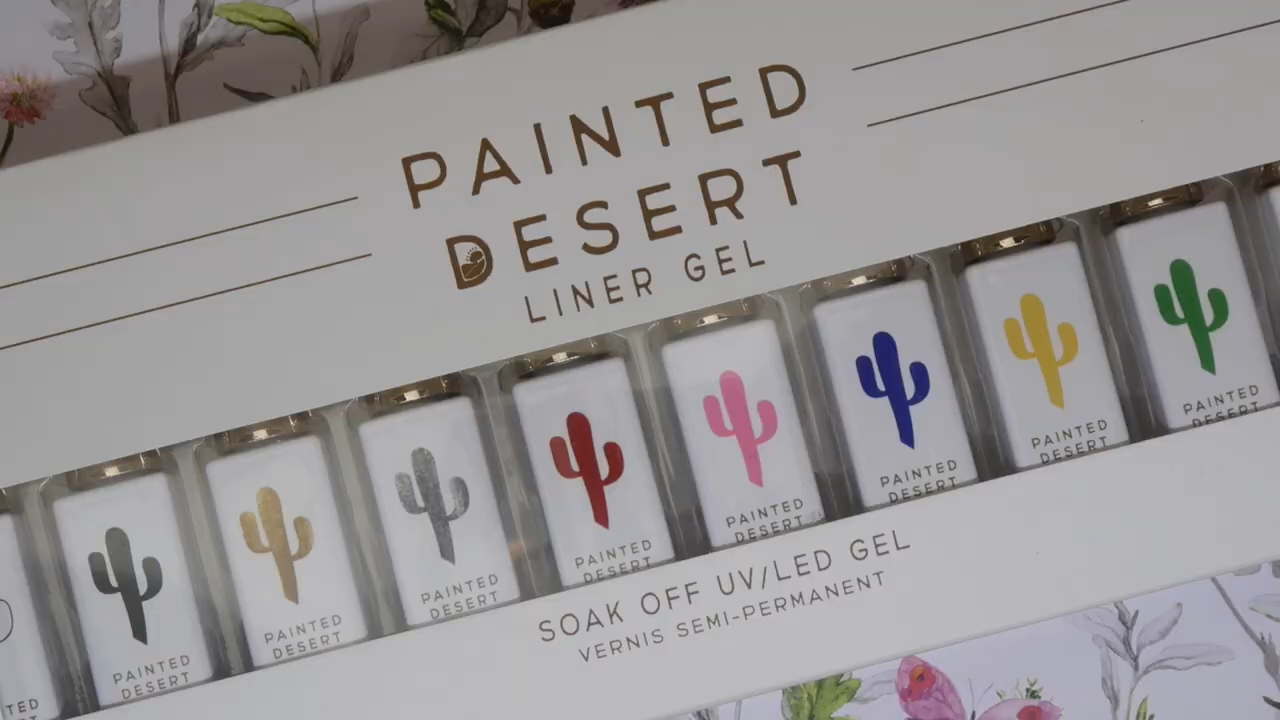 PAINTED
DESERT
LINER GEL
PAINTED
DESERT
PAINTED
DESERT
PAINTED
DESERT
PAINTED
DESERT
PAINTED
DESERT
PAINTED
DESERT
PAINTED
DESERT
PAINTED
DESERT
SOAK OFF UV/LED GEL
VERNIS SEMI-PERMANENT